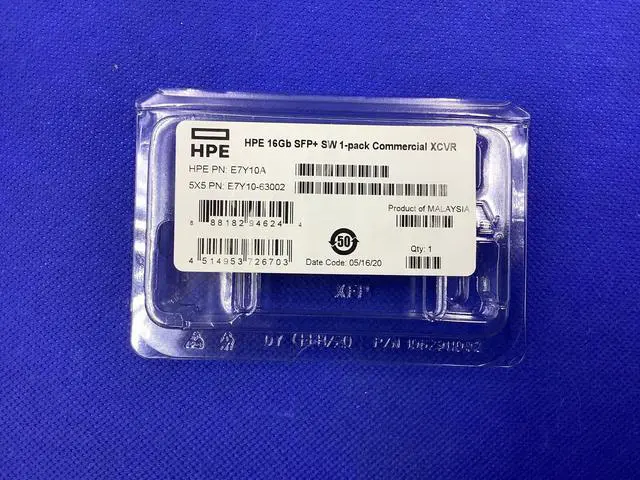 HPE
HPE 16Gb SFP+ SW 1-pack Commercial XCVR
HPE PN: E7Y10A
5X5 PN: E7Y10-63002
Product of MALAYSIA
8 88182 94624 4
50
Qty: 1
4 514953 726703
Date Code: 05/16/20
XFP
P/N